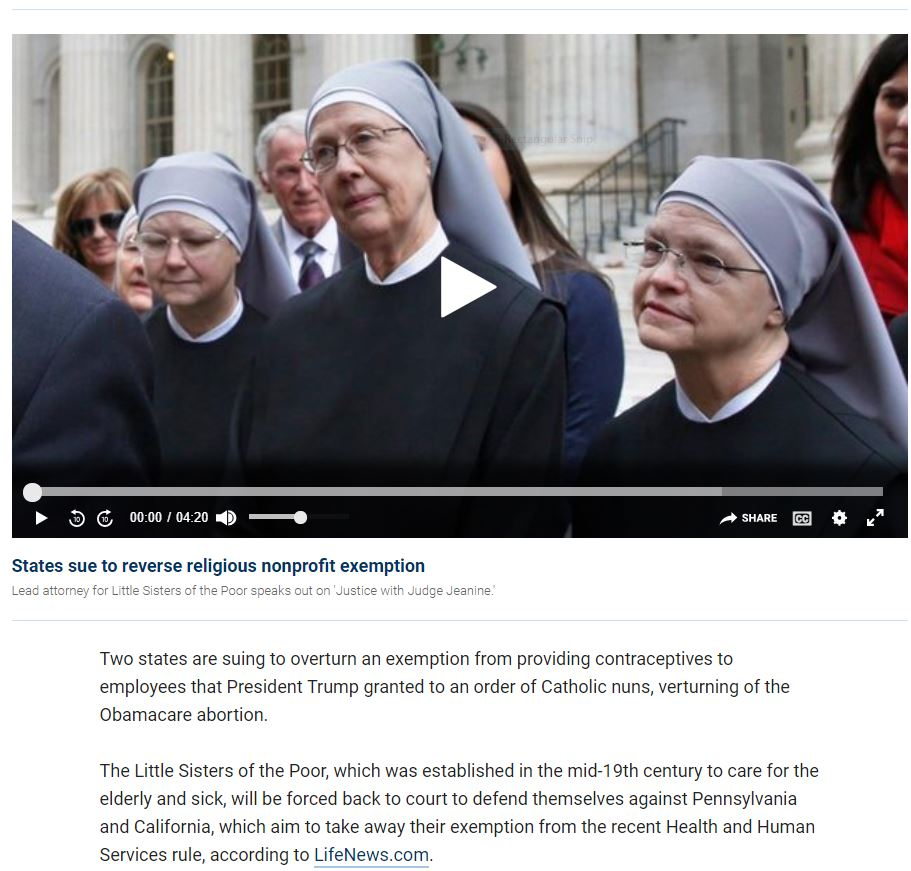 Rectangular Snip
10
10
00:00 / 04:20
SHARE
CC
States sue to reverse religious nonprofit exemption
Lead attorney for Little Sisters of the Poor speaks out on 'Justice with Judge Jeanine.'
Two states are suing to overturn an exemption from providing contraceptives to
employees that President Trump granted to an order of Catholic nuns, verturning of the
Obamacare abortion.
The Little Sisters of the Poor, which was established in the mid-19th century to care for the
elderly and sick, will be forced back to court to defend themselves against Pennsylvania
and California, which aim to take away their exemption from the recent Health and Human
Services rule, according to LifeNews.com.